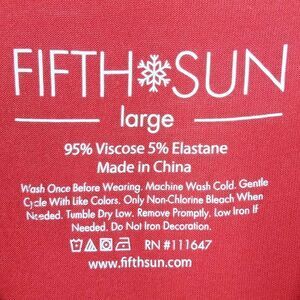 FIFTH SUN
large
95% Viscose 5% Elastane
Made in China
Wash Once Before Wearing. Machine Wash Cold. Gentle
Cycle With Like Colors. Only Non-Chlorine Bleach When
Needed. Tumble Dry Low. Remove Promptly. Low Iron If
Needed. Do Not Iron Decoration.
RN #111647
www.fifthsun.com